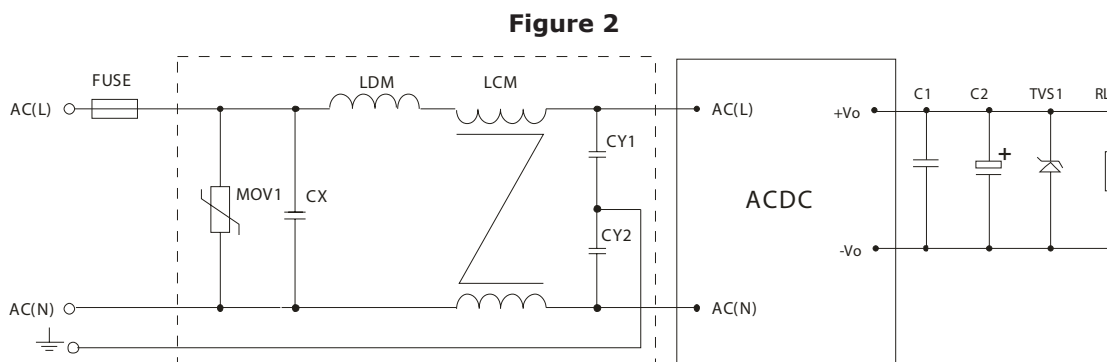 Figure 2
FUSE
LDM
LCM
AC(L)
AC(L)
+Vo
C1
C2
TVS1
RL
MOV1
CX
CY1
CY2
+
ACDC
-Vo
AC(N)
AC(N)